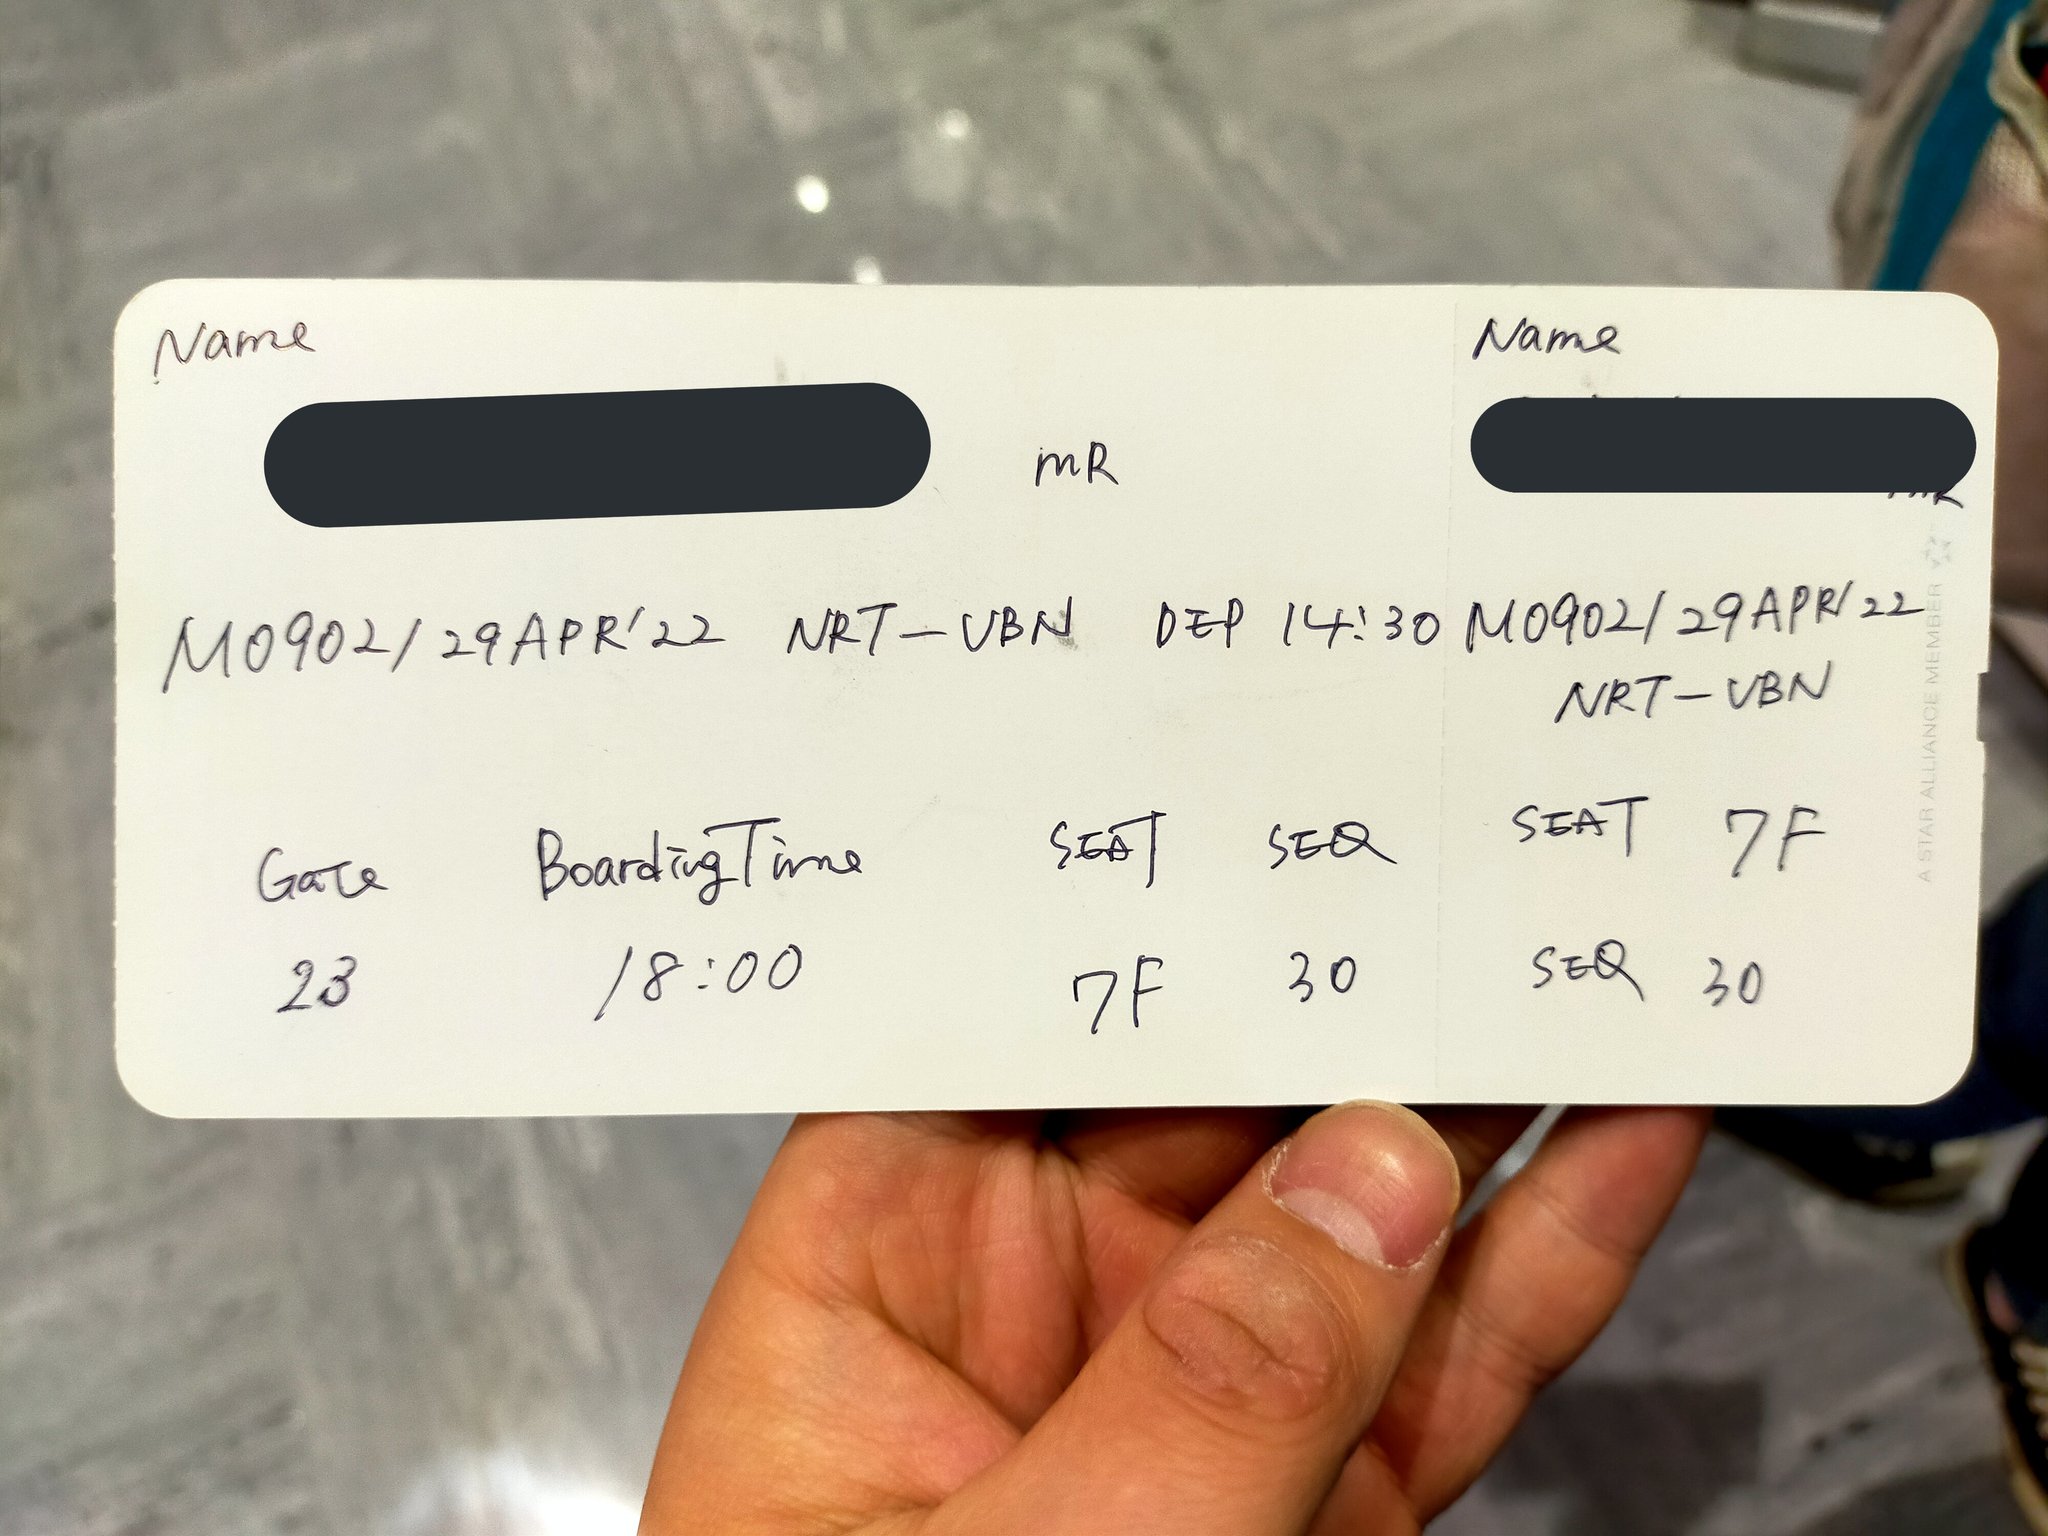 Name
mR
M0902/29APR'22 NRT-UBN DEP 14:30
Gate BoardingTime SEAT SEQ
23 18:00 7F 30
Name
mR
M0902/29APR'22
NRT-UBN
SEAT 7F
SEQ 30
A STAR ALLIANCE MEMBER